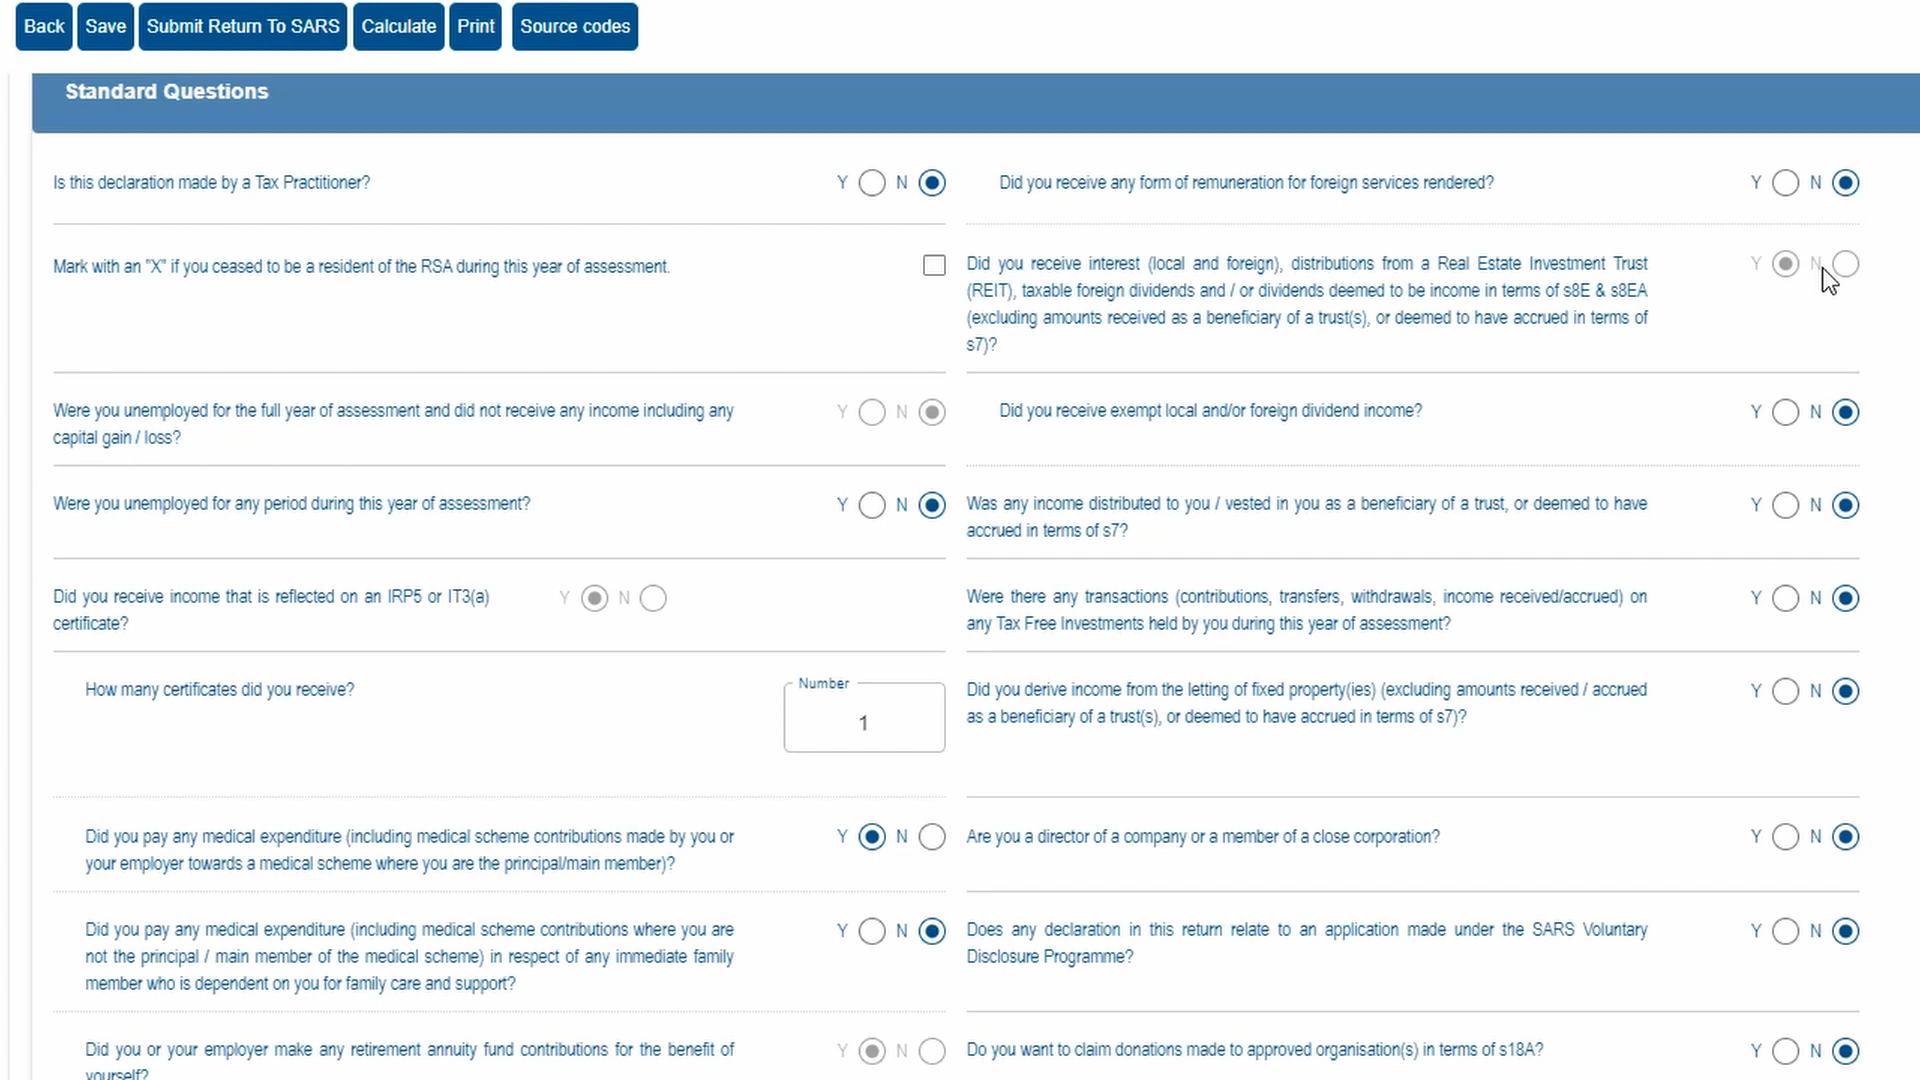 Back Save Submit Return To SARS Calculate Print Source codes
Standard Questions
Is this declaration made by a Tax Practitioner? Y N
Mark with an "X" if you ceased to be a resident of the RSA during this year of assessment.
Were you unemployed for the full year of assessment and did not receive any income including any
capital gain / loss?
Y N
Were you unemployed for any period during this year of assessment? Y N
Did you receive income that is reflected on an IRP5 or IT3(a)
certificate?
Y N
How many certificates did you receive?
Number
1
Did you pay any medical expenditure (including medical scheme contributions made by you or
your employer towards a medical scheme where you are the principal/main member)?
Y N
Did you pay any medical expenditure (including medical scheme contributions where you are
not the principal / main member of the medical scheme) in respect of any immediate family
member who is dependent on you for family care and support?
Y N
Did you or your employer make any retirement annuity fund contributions for the benefit of
yourself?
Y N
Did you receive any form of remuneration for foreign services rendered? Y N
Did you receive interest (local and foreign), distributions from a Real Estate Investment Trust
(REIT), taxable foreign dividends and / or dividends deemed to be income in terms of s8E & s8EA
(excluding amounts received as a beneficiary of a trust(s), or deemed to have accrued in terms of
s7)?
Y N
Did you receive exempt local and/or foreign dividend income? Y N
Was any income distributed to you / vested in you as a beneficiary of a trust, or deemed to have
accrued in terms of s7?
Y N
Were there any transactions (contributions, transfers, withdrawals, income received/accrued) on
any Tax Free Investments held by you during this year of assessment?
Y N
Did you derive income from the letting of fixed property(ies) (excluding amounts received / accrued
as a beneficiary of a trust(s), or deemed to have accrued in terms of s7)?
Y N
Are you a director of a company or a member of a close corporation? Y N
Does any declaration in this return relate to an application made under the SARS Voluntary
Disclosure Programme?
Y N
Do you want to claim donations made to approved organisation(s) in terms of s18A? Y N